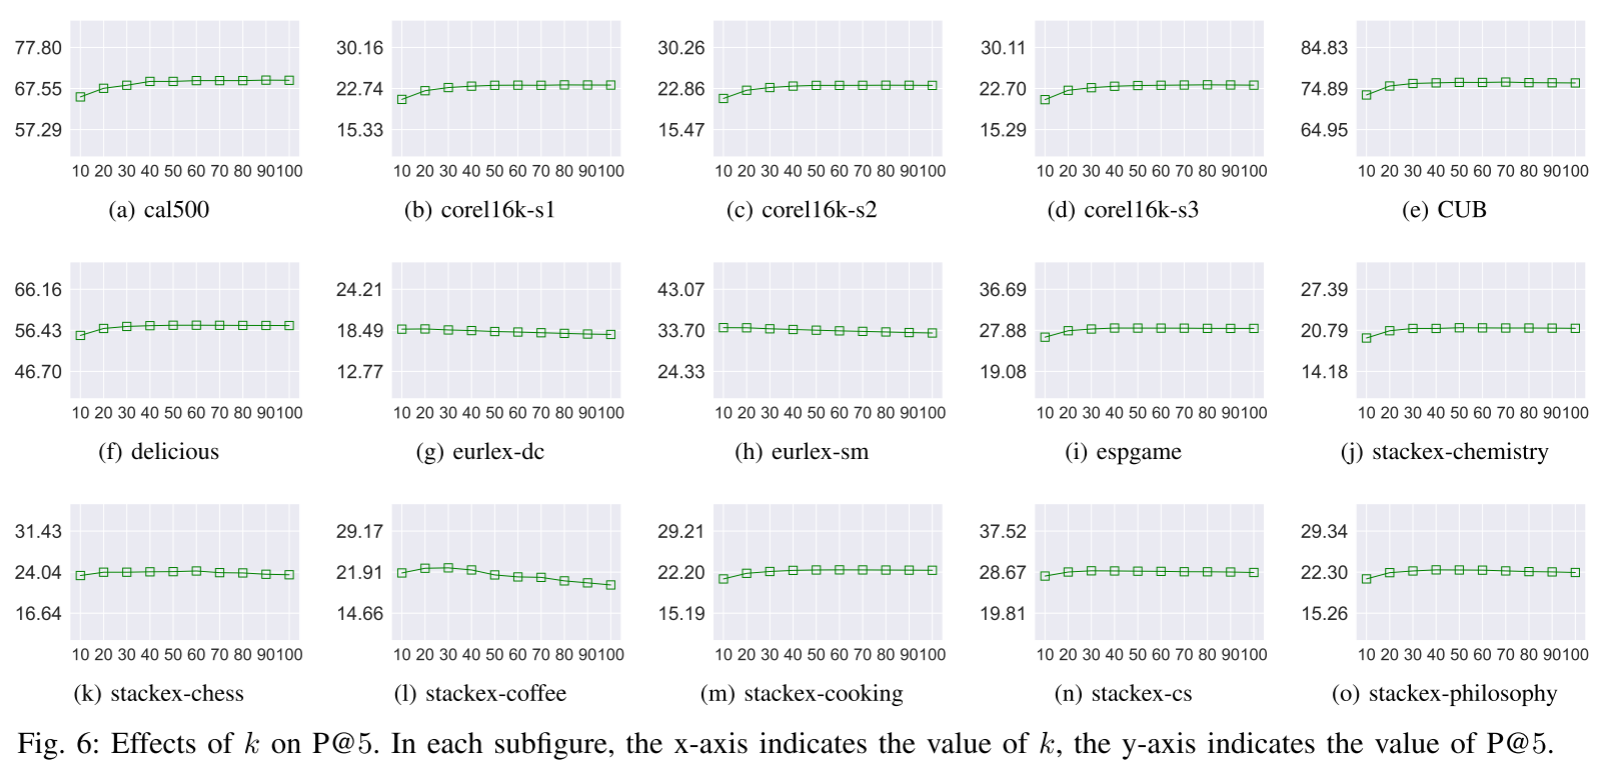 77.80 30.16 30.26 30.11 84.83
67.55 22.74 22.86 22.70 74.89
57.29 15.33 15.47 15.29 64.95
10 20 30 40 50 60 70 80 90100 10 20 30 40 50 60 70 80 90100 10 20 30 40 50 60 70 80 90100 10 20 30 40 50 60 70 80 90100 10 20 30 40 50 60 70 80 90100
(a) cal500 (b) corel16k-s1 (c) corel16k-s2 (d) corel16k-s3 (e) CUB
66.16 24.21 43.07 36.69 27.39
56.43 18.49 33.70 27.88 20.79
46.70 12.77 24.33 19.08 14.18
10 20 30 40 50 60 70 80 90100 10 20 30 40 50 60 70 80 90100 10 20 30 40 50 60 70 80 90100 10 20 30 40 50 60 70 80 90100 10 20 30 40 50 60 70 80 90100
(f) delicious (g) eurlex-dc (h) eurlex-sm (i) espgame (j) stackex-chemistry
31.43 29.17 29.21 37.52 29.34
24.04 21.91 22.20 28.67 22.30
16.64 14.66 15.19 19.81 15.26
10 20 30 40 50 60 70 80 90100 10 20 30 40 50 60 70 80 90100 10 20 30 40 50 60 70 80 90100 10 20 30 40 50 60 70 80 90100 10 20 30 40 50 60 70 80 90100
(k) stackex-chess (l) stackex-coffee (m) stackex-cooking (n) stackex-cs (o) stackex-philosophy
Fig. 6: Effects of k on P@5. In each subfigure, the x-axis indicates the value of k, the y-axis indicates the value of P@5.